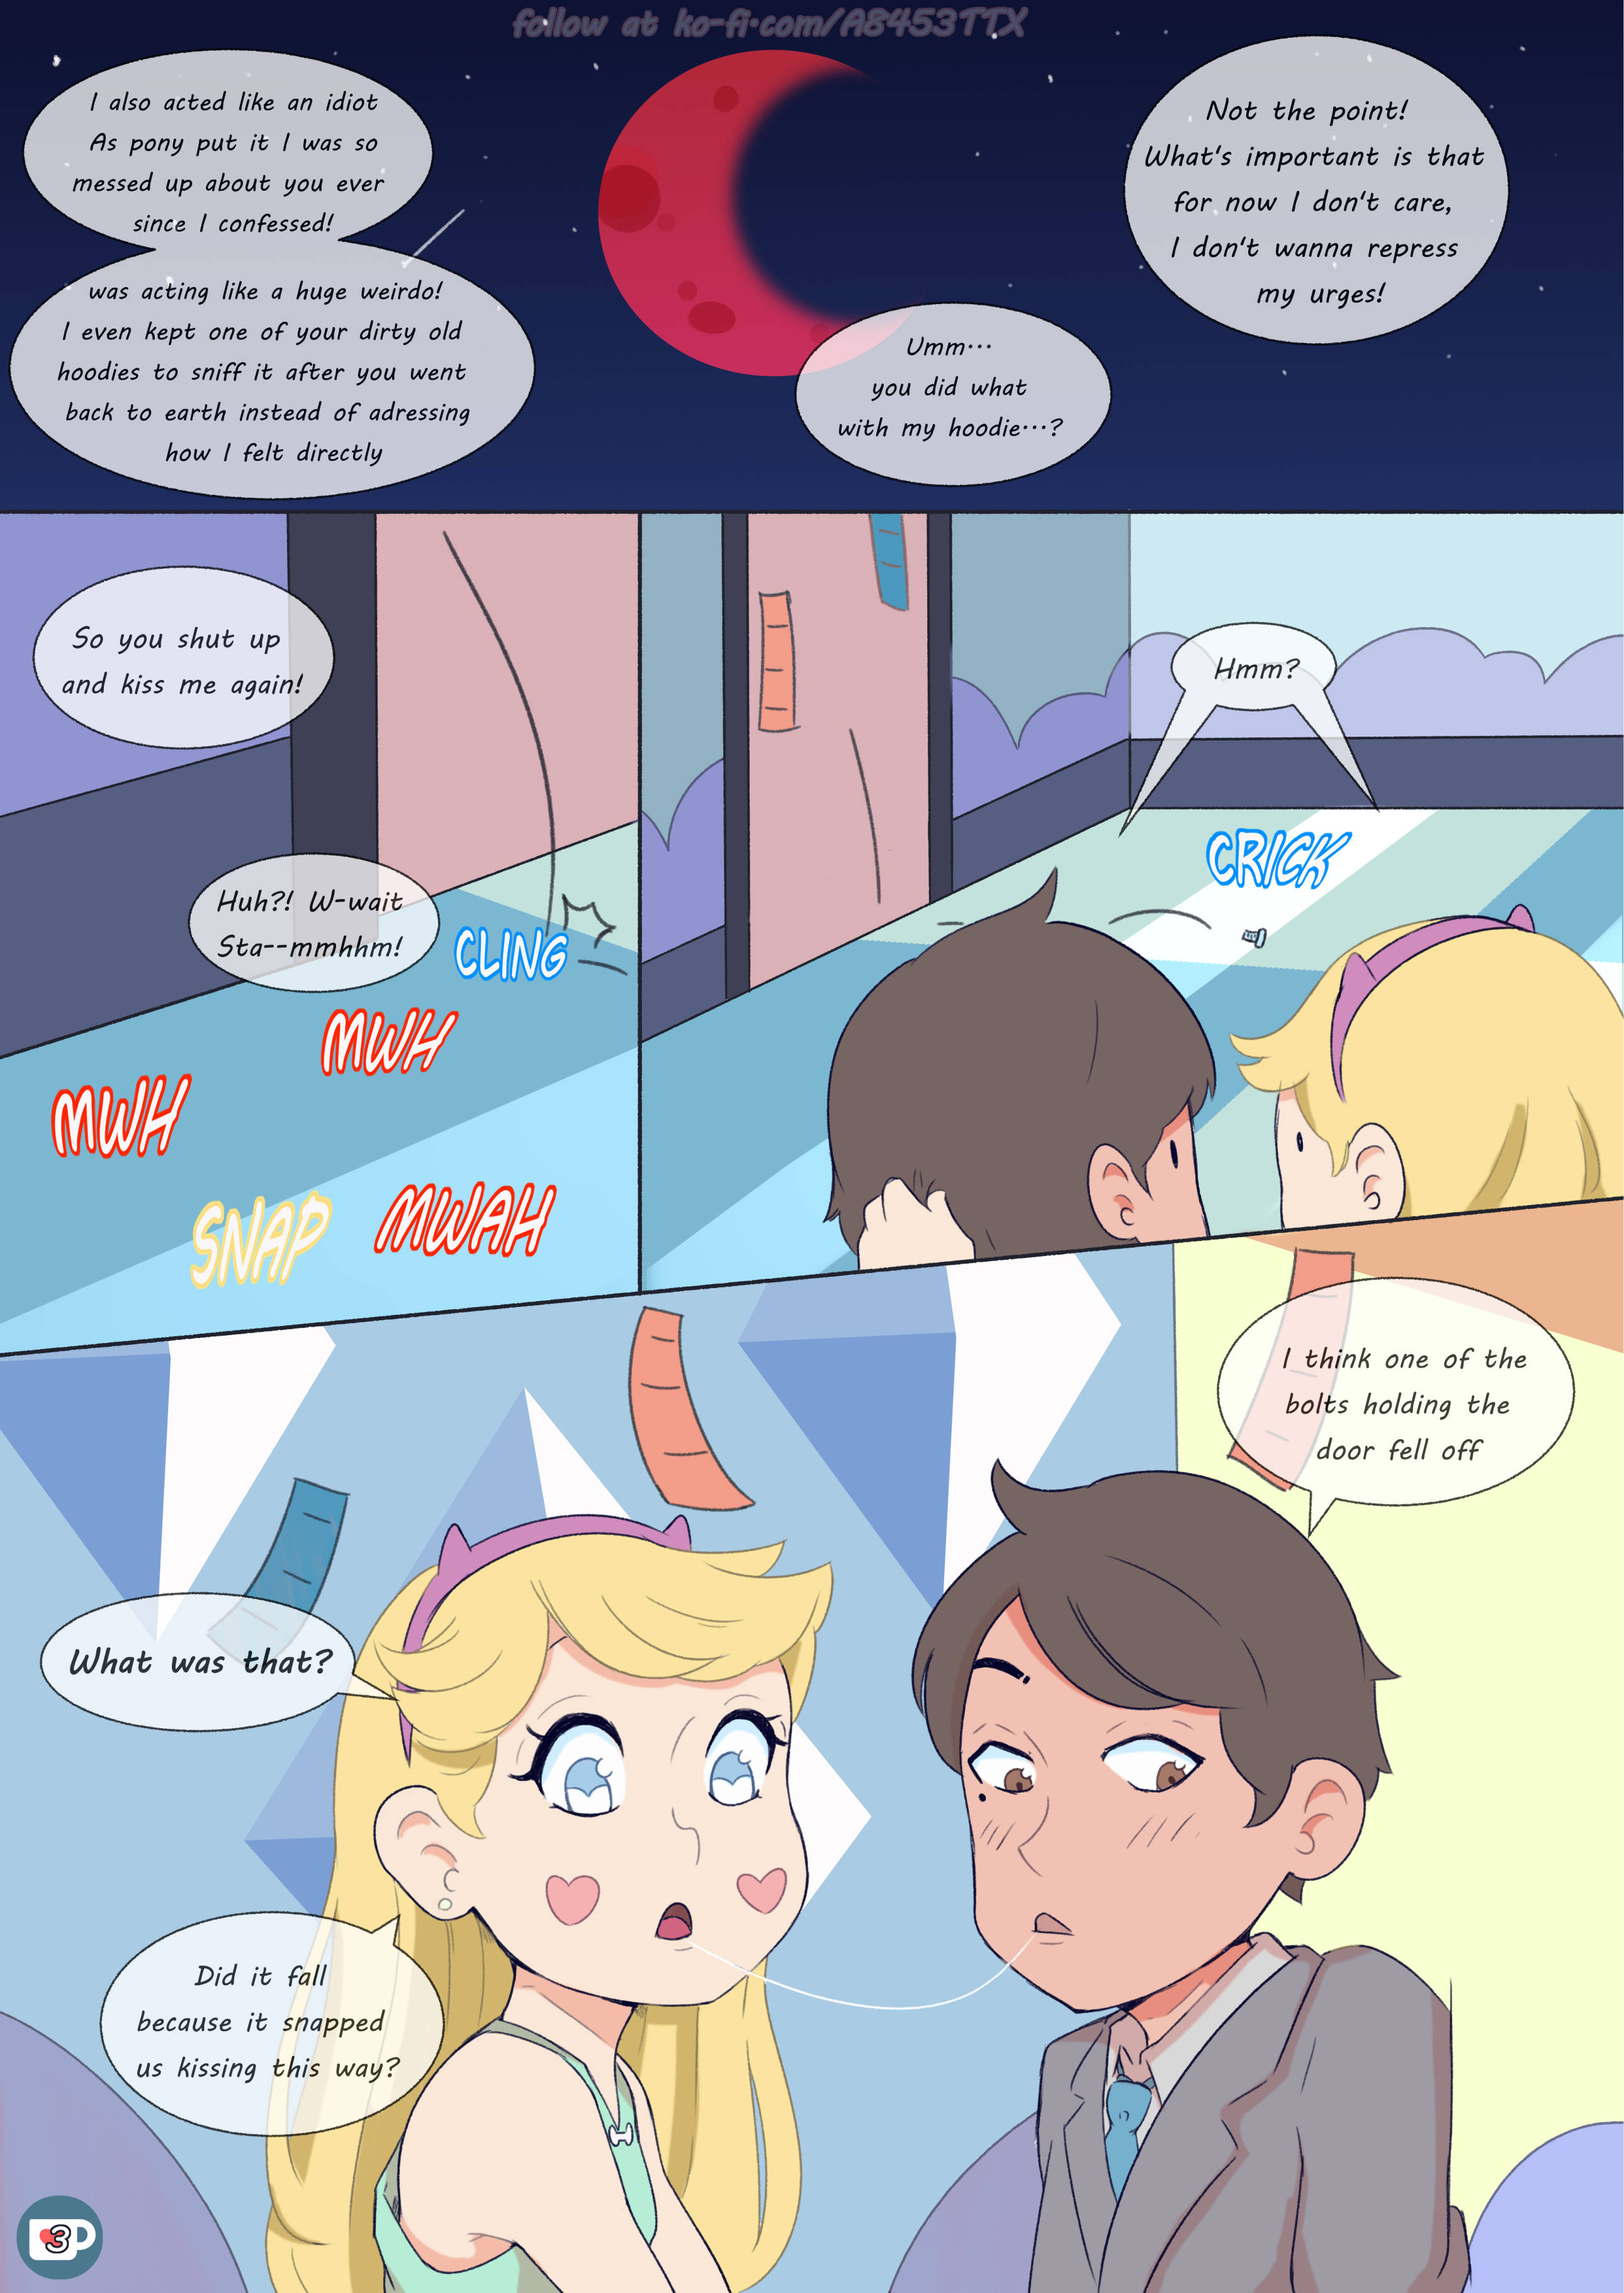 follow at ko-fi.com/A8453TTX
I also acted like an idiot
As pony put it I was so
messed up about you ever
since I confessed!
was acting like a huge weirdo!
I even kept one of your dirty old
hoodies to sniff it after you went
back to earth instead of adressing
how I felt directly
Umm...
you did what
with my hoodie...?
Not the point!
What's important is that
for now I don't care,
I don't wanna repress
my urges!
So you shut up
and kiss me again!
Huh?! W-wait
Sta--mmhhm!
CLING
MWH
MWH
SNAP
MWAH
Hmm?
CRICK
I think one of the
bolts holding the
door fell off
What was that?
Did it fall
because it snapped
us kissing this way?
3